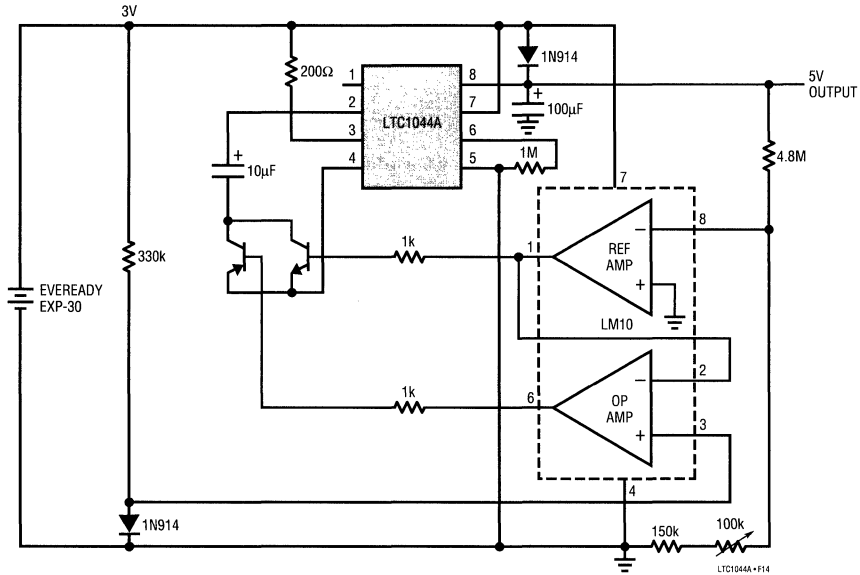 3V
200Ω
1N914
1
2
3
4
LTC1044A
8
7
6
5
+
100µF
5V
OUTPUT
1M
+
10µF
4.8M
330k
EVEREADY
EXP-30
1k
7
1
8
−
REF
AMP
+
LM10
1k
6
2
−
OP
AMP
3
+
4
1N914
150k
100k
LTC1044A • F14